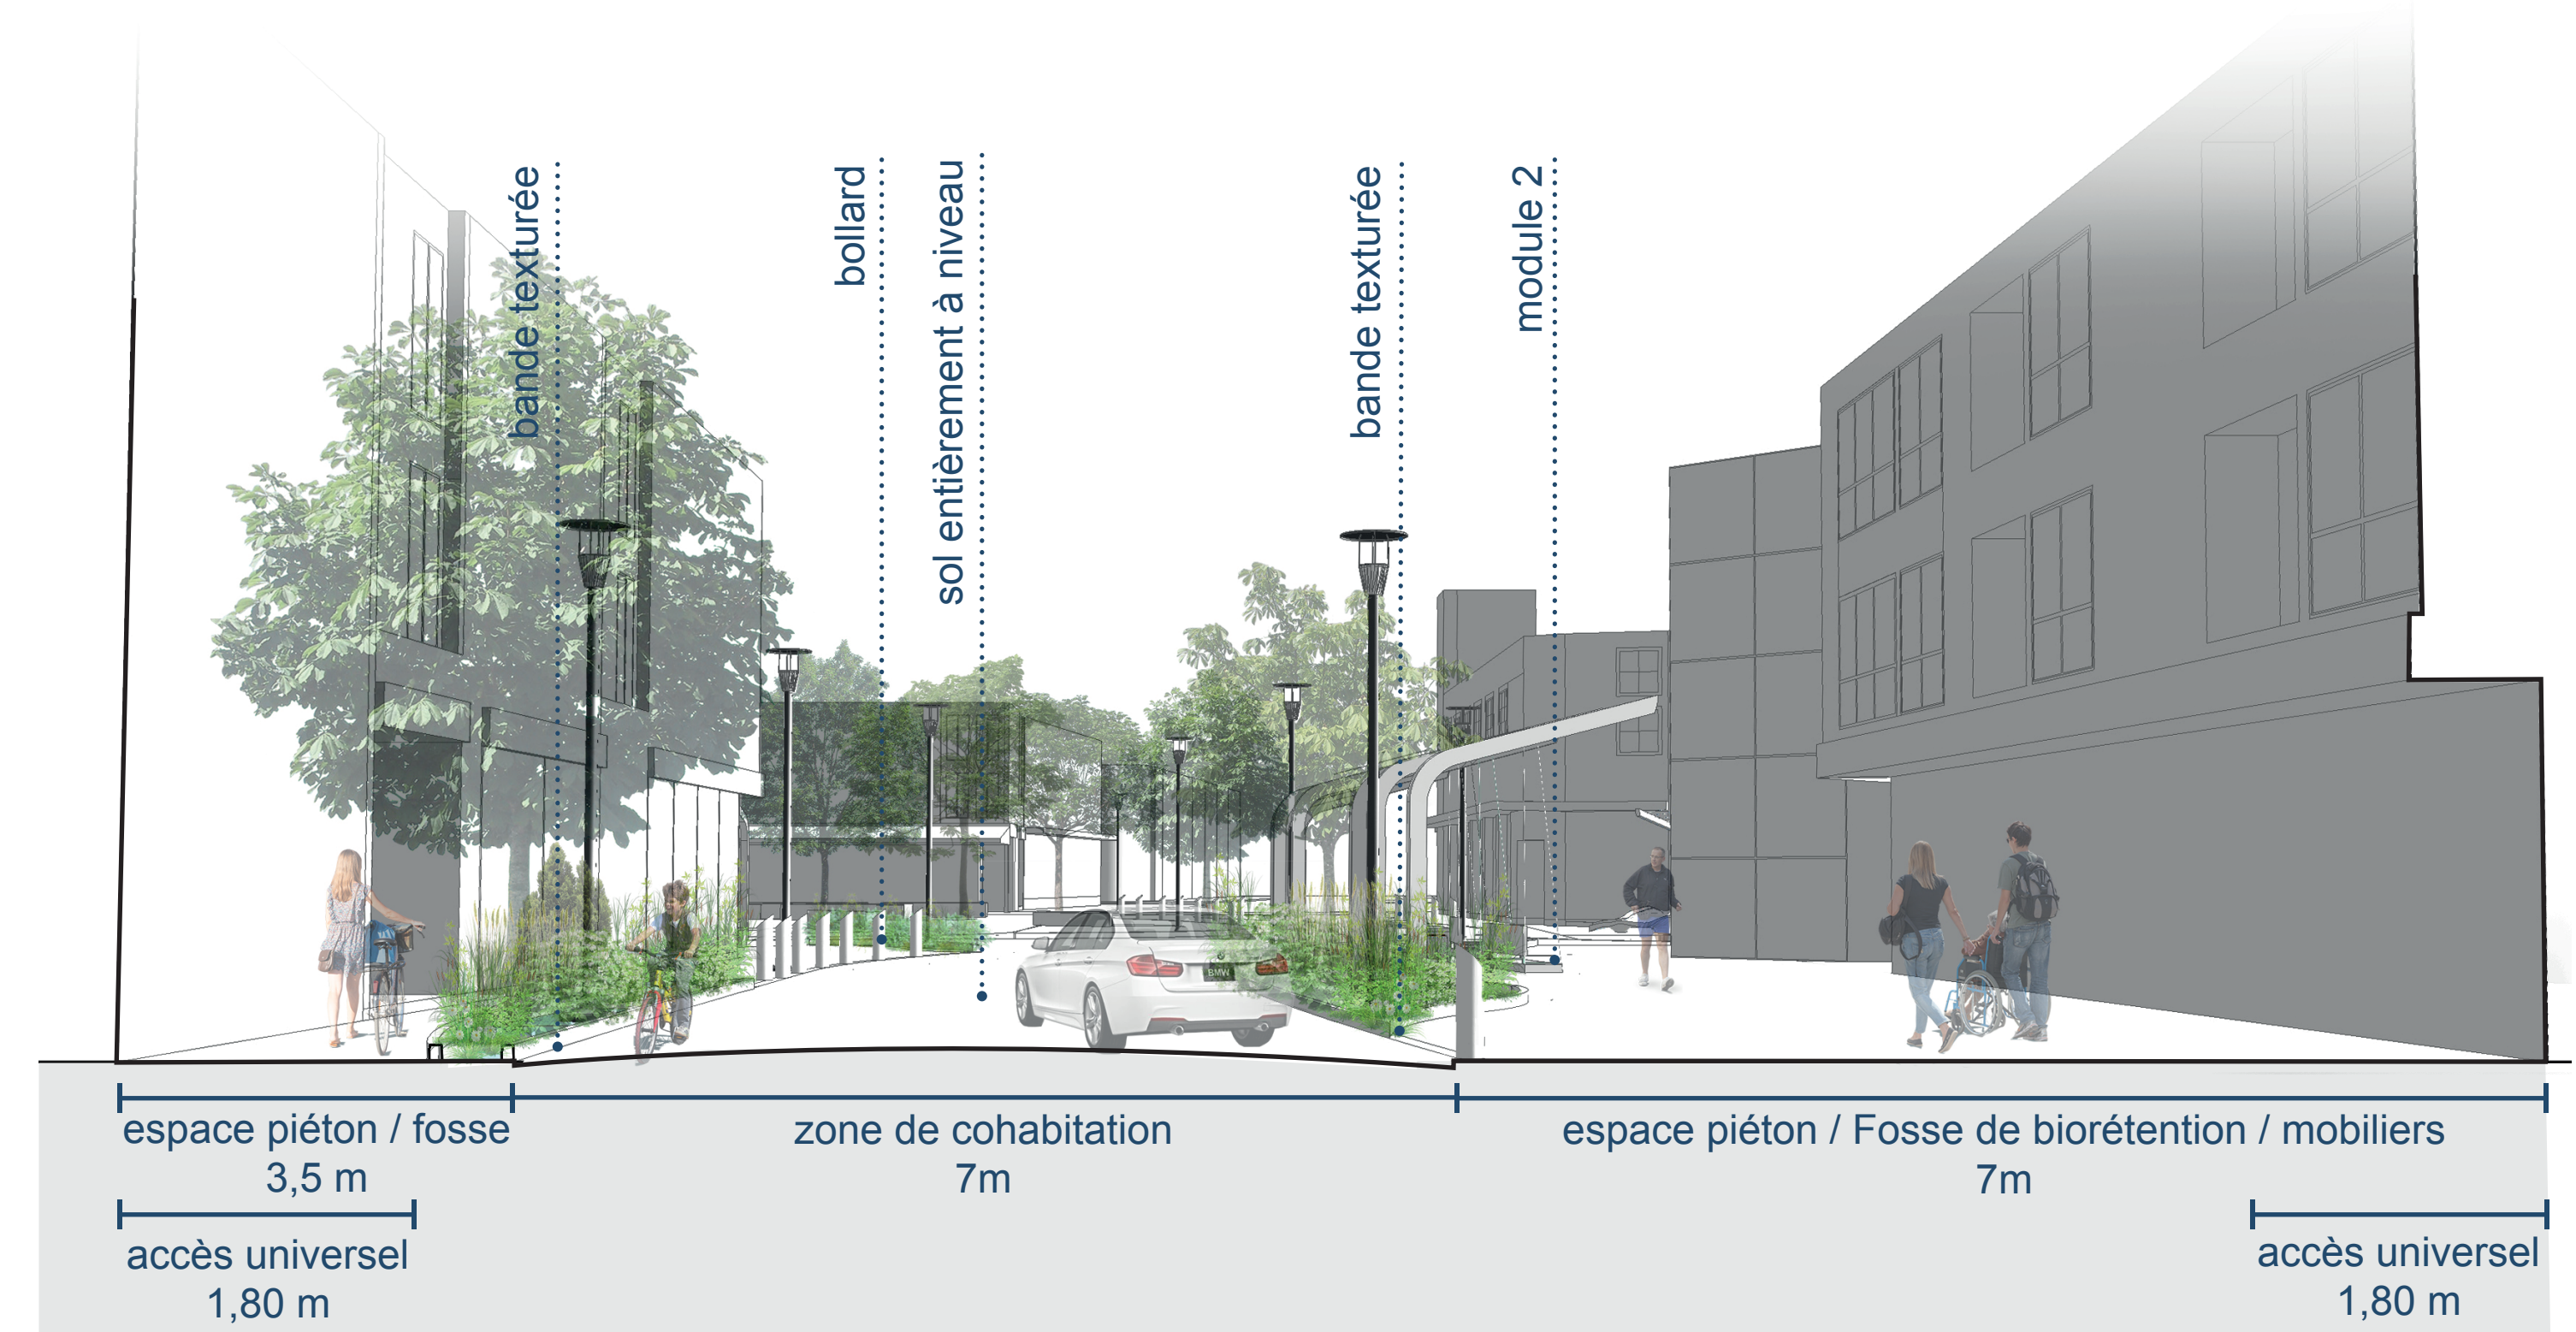 bande texturée
bollard
sol entièrement à niveau
bande texturée
module 2
BMW
espace piéton / fosse
3,5 m
zone de cohabitation
7m
espace piéton / Fosse de biorétention / mobiliers
7m
accès universel
1,80 m
accès universel
1,80 m